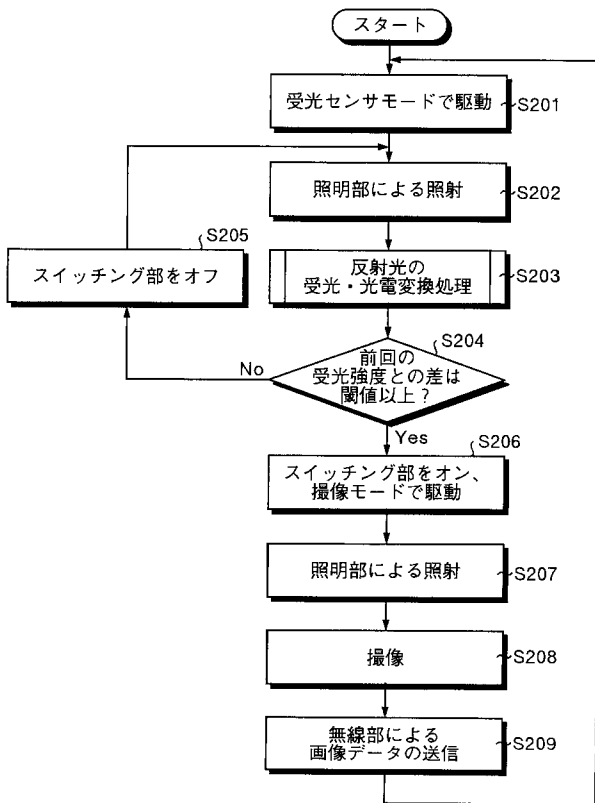 スタート
受光センサモードで駆動
S201
照明部による照射
S202
S205
スイッチング部をオフ
反射光の
受光・光電変換処理
S203
S204
前回の
受光強度との差は
閾値以上？
No
Yes
S206
スイッチング部をオン、
撮像モードで駆動
照明部による照射
S207
撮像
S208
無線部による
画像データの送信
S209